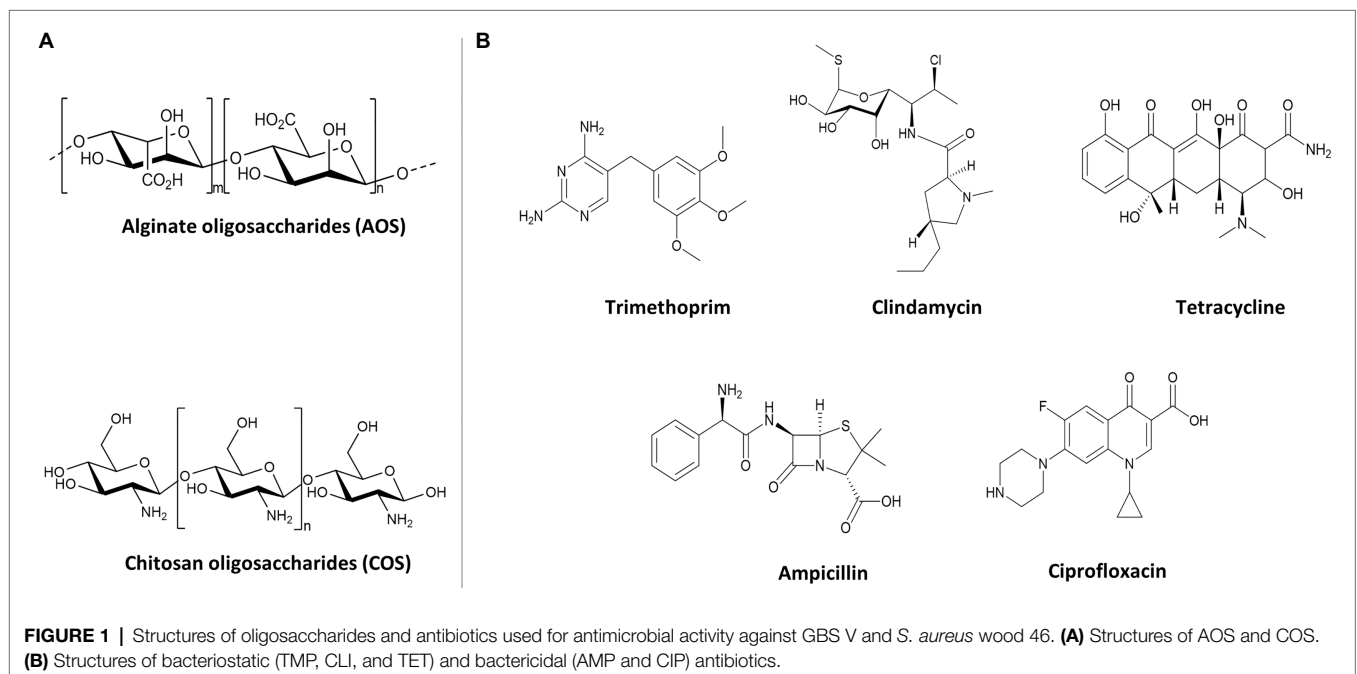 A
B
HO₂C
OH
OH
O
O
O
O
O
HO
HO
CO₂H
m
n
Alginate oligosaccharides (AOS)
NH₂
N
H₂N
N
O
O
O
Trimethoprim
S
Cl
O
HO
HO
OH
HN
O
H
N
H
Clindamycin
OH
O
OH
OH
O
O
NH₂
HO
H
H
OH
N
Tetracycline
OH
OH
OH
O
O
O
O
O
HO
HO
HO
HO
OH
NH₂
NH₂
NH₂
n
Chitosan oligosaccharides (COS)
NH₂
H
N
H
S
O
N
O
OH
O
Ampicillin
O
O
F
OH
N
N
HN
Ciprofloxacin
FIGURE 1 | Structures of oligosaccharides and antibiotics used for antimicrobial activity against GBS V and S. aureus wood 46. (A) Structures of AOS and COS.
(B) Structures of bacteriostatic (TMP, CLI, and TET) and bactericidal (AMP and CIP) antibiotics.